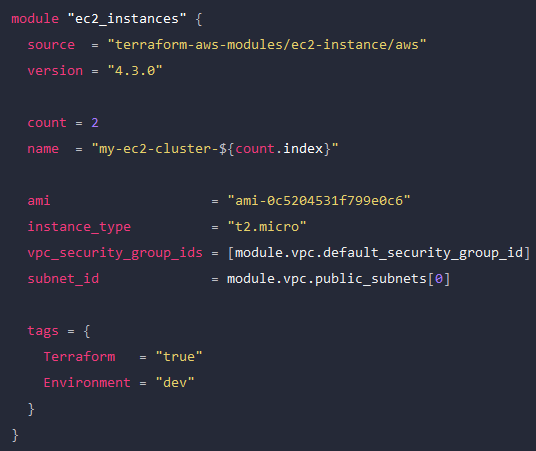 module "ec2_instances" {
  source  = "terraform-aws-modules/ec2-instance/aws"
  version = "4.3.0"

  count = 2
  name  = "my-ec2-cluster-${count.index}"

  ami                    = "ami-0c5204531f799e0c6"
  instance_type          = "t2.micro"
  vpc_security_group_ids = [module.vpc.default_security_group_id]
  subnet_id              = module.vpc.public_subnets[0]

  tags = {
    Terraform   = "true"
    Environment = "dev"
  }
}